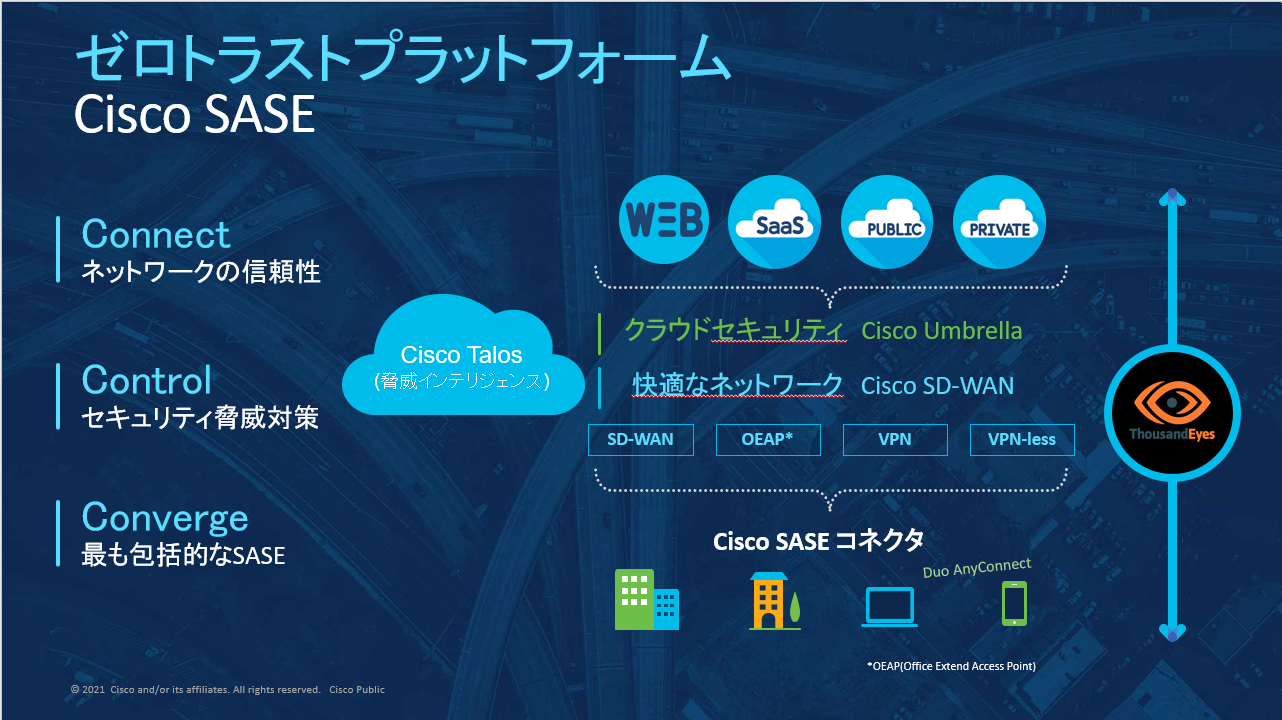 ゼロトラストプラットフォーム
Cisco SASE
Connect
ネットワークの信頼性
Control
セキュリティ脅威対策
Converge
最も包括的なSASE
Cisco Talos
(脅威インテリジェンス)
WEB
SaaS
PUBLIC
PRIVATE
クラウドセキュリティ Cisco Umbrella
快適なネットワーク Cisco SD-WAN
SD-WAN
OEAP*
VPN
VPN-less
Cisco SASE コネクタ
Duo AnyConnect
ThousandEyes
*OEAP(Office Extend Access Point)
© 2021 Cisco and/or its affiliates. All rights reserved. Cisco Public